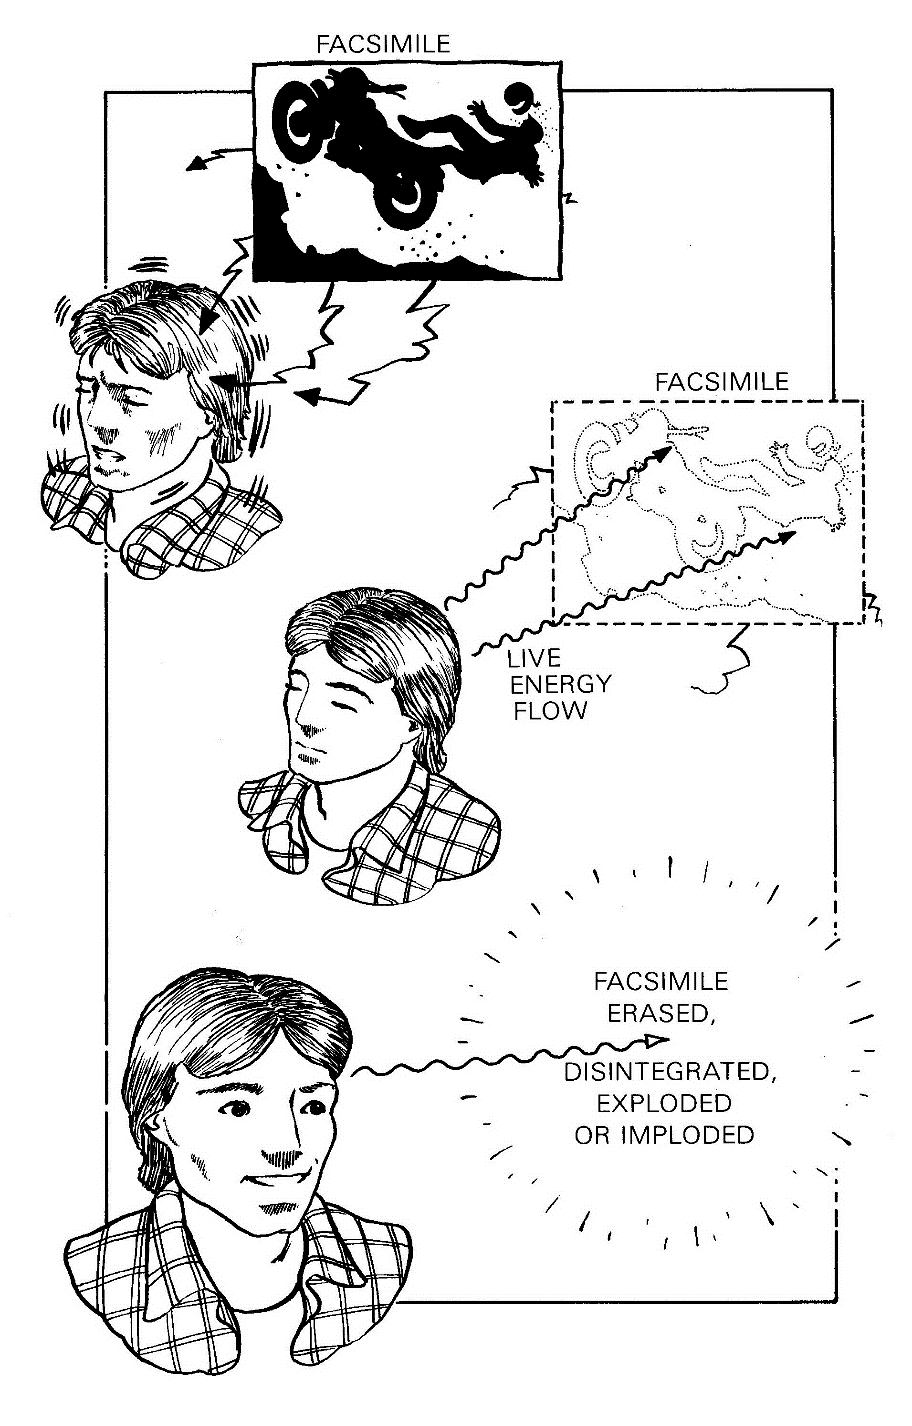 FACSIMILE
FACSIMILE
LIVE
ENERGY
FLOW
FACSIMILE
ERASED,
DISINTEGRATED,
EXPLODED
OR IMPLODED